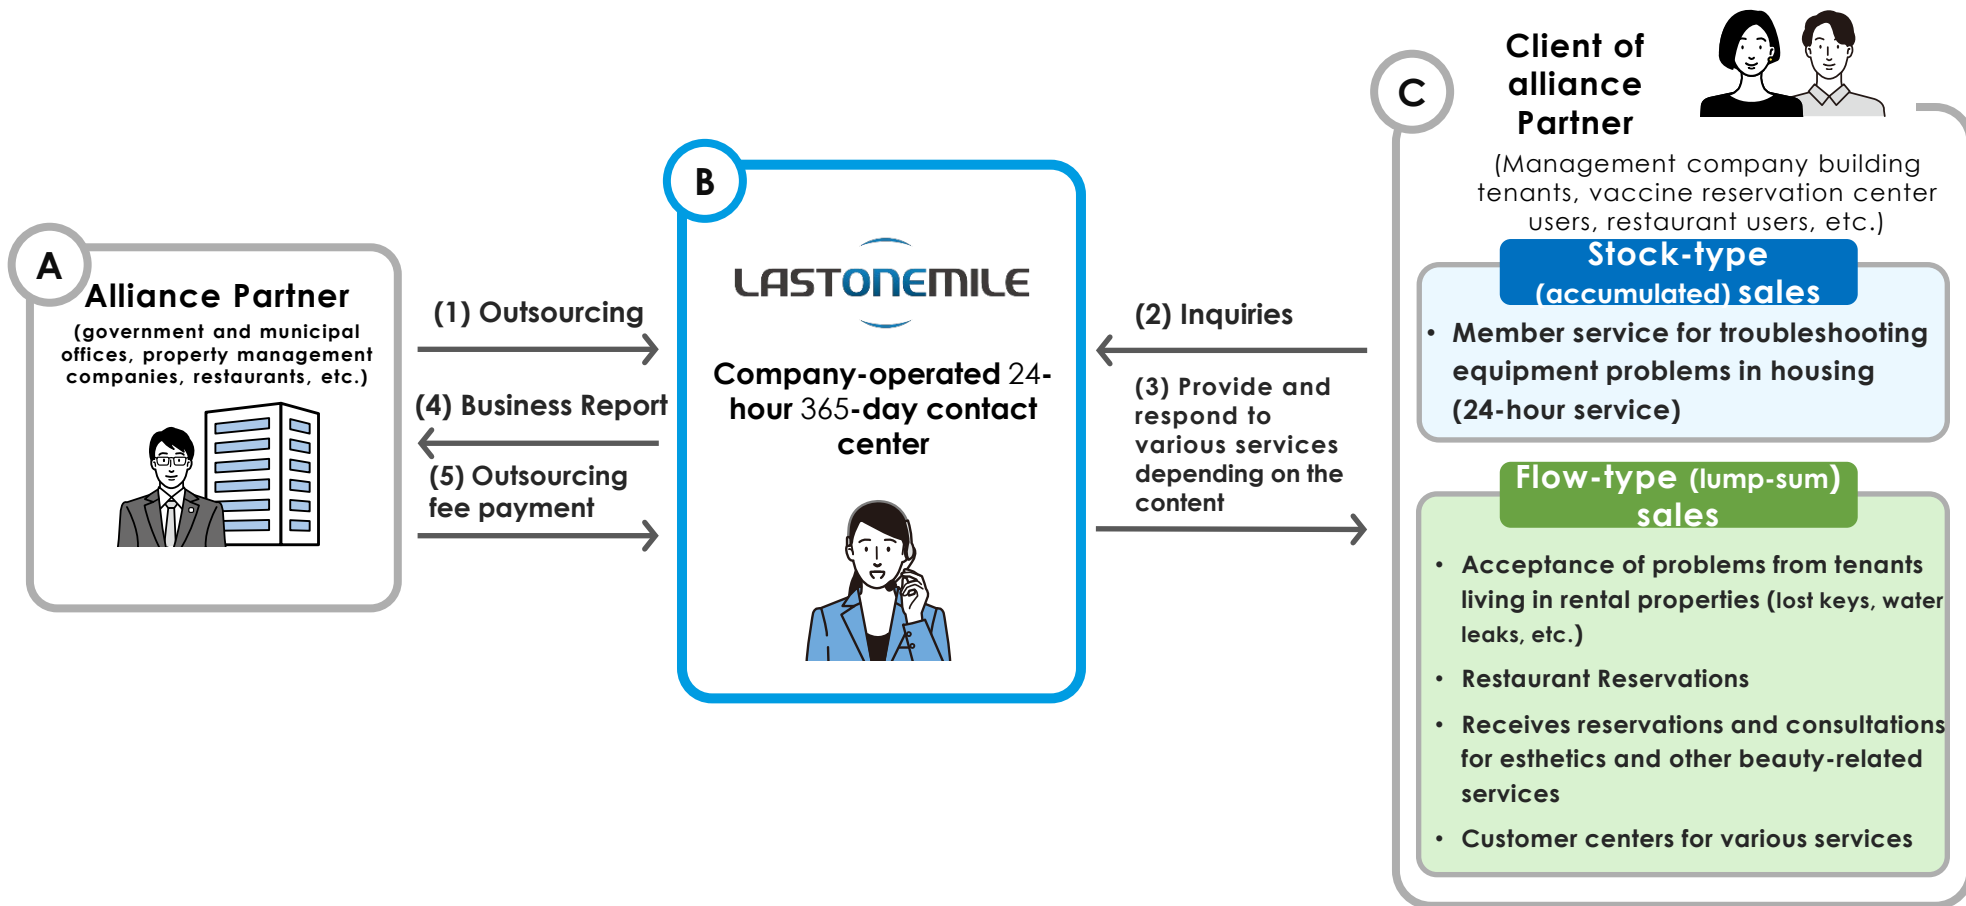 A
Alliance Partner
(government and municipal
offices, property management
companies, restaurants, etc.)
(1) Outsourcing
(4) Business Report
(5) Outsourcing
fee payment
B
LASTONEMILE
Company-operated 24-
hour 365-day contact
center
(2) Inquiries
(3) Provide and
respond to
various services
depending on the
content
C
Client of
alliance
Partner
(Management company building
tenants, vaccine reservation center
users, restaurant users, etc.)
Stock-type
(accumulated) sales
• Member service for troubleshooting
equipment problems in housing
(24-hour service)
Flow-type (lump-sum)
sales
• Acceptance of problems from tenants
living in rental properties (lost keys, water
leaks, etc.)
• Restaurant Reservations
• Receives reservations and consultations
for esthetics and other beauty-related
services
• Customer centers for various services